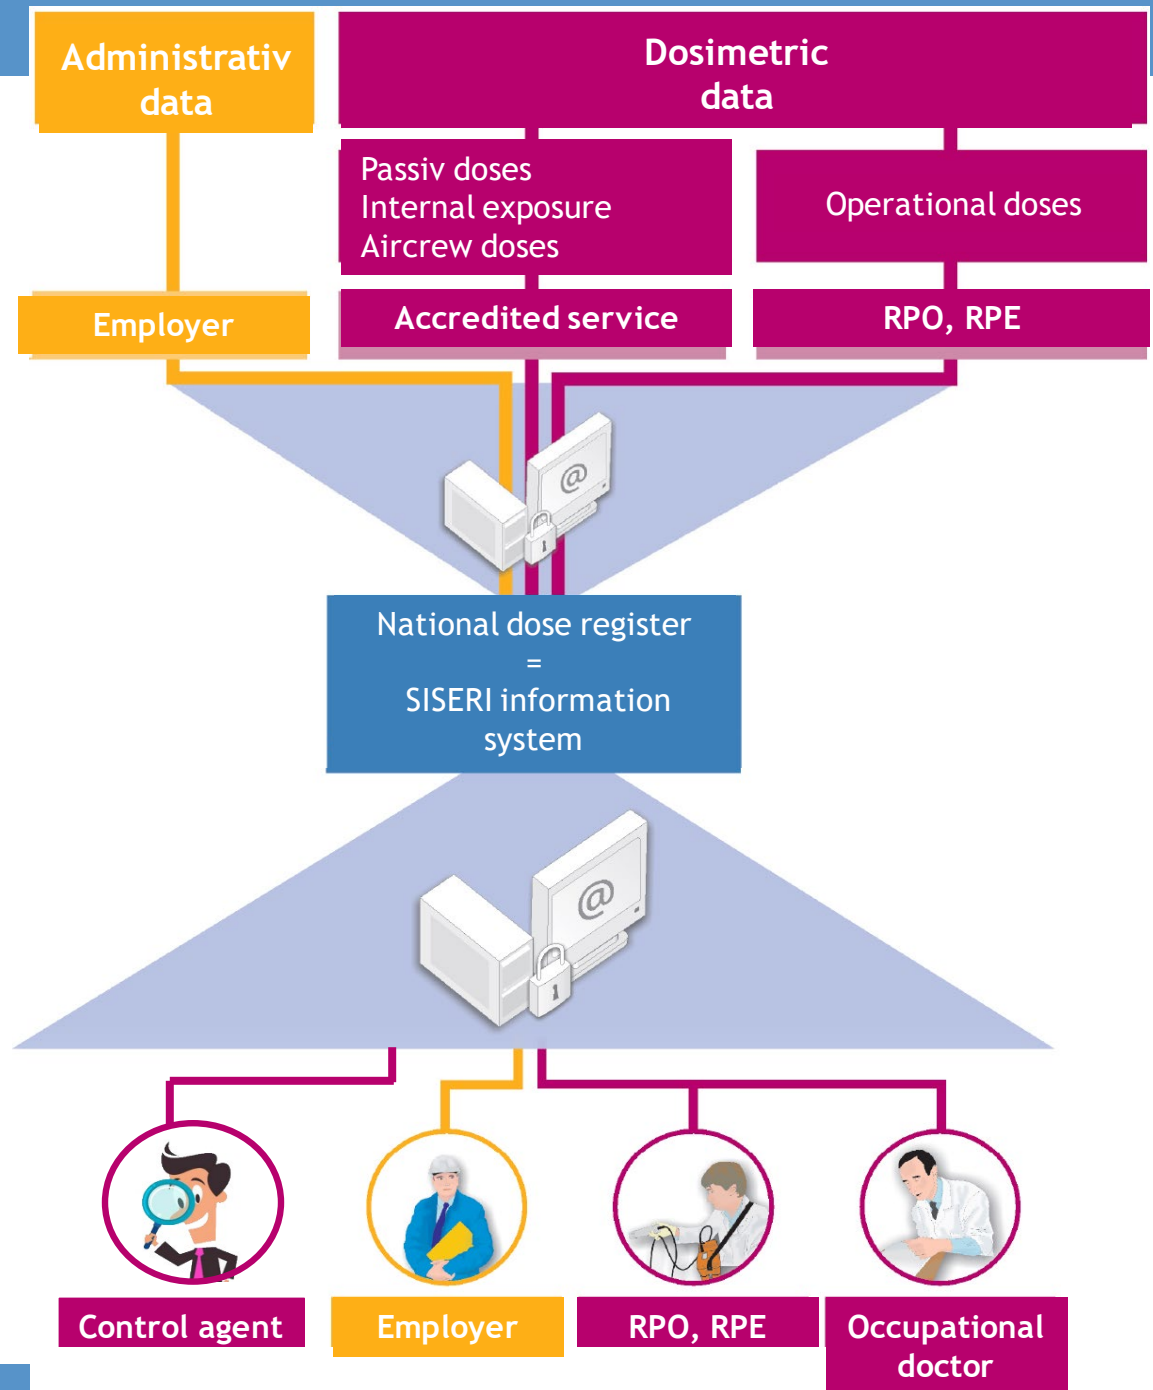 Administrativ
data
Dosimetric
data
Passiv doses
Internal exposure
Aircrew doses
Operational doses
Employer
Accredited service
RPO, RPE
@
National dose register
=
SISERI information
system
@
Control agent
Employer
RPO, RPE
Occupational
doctor